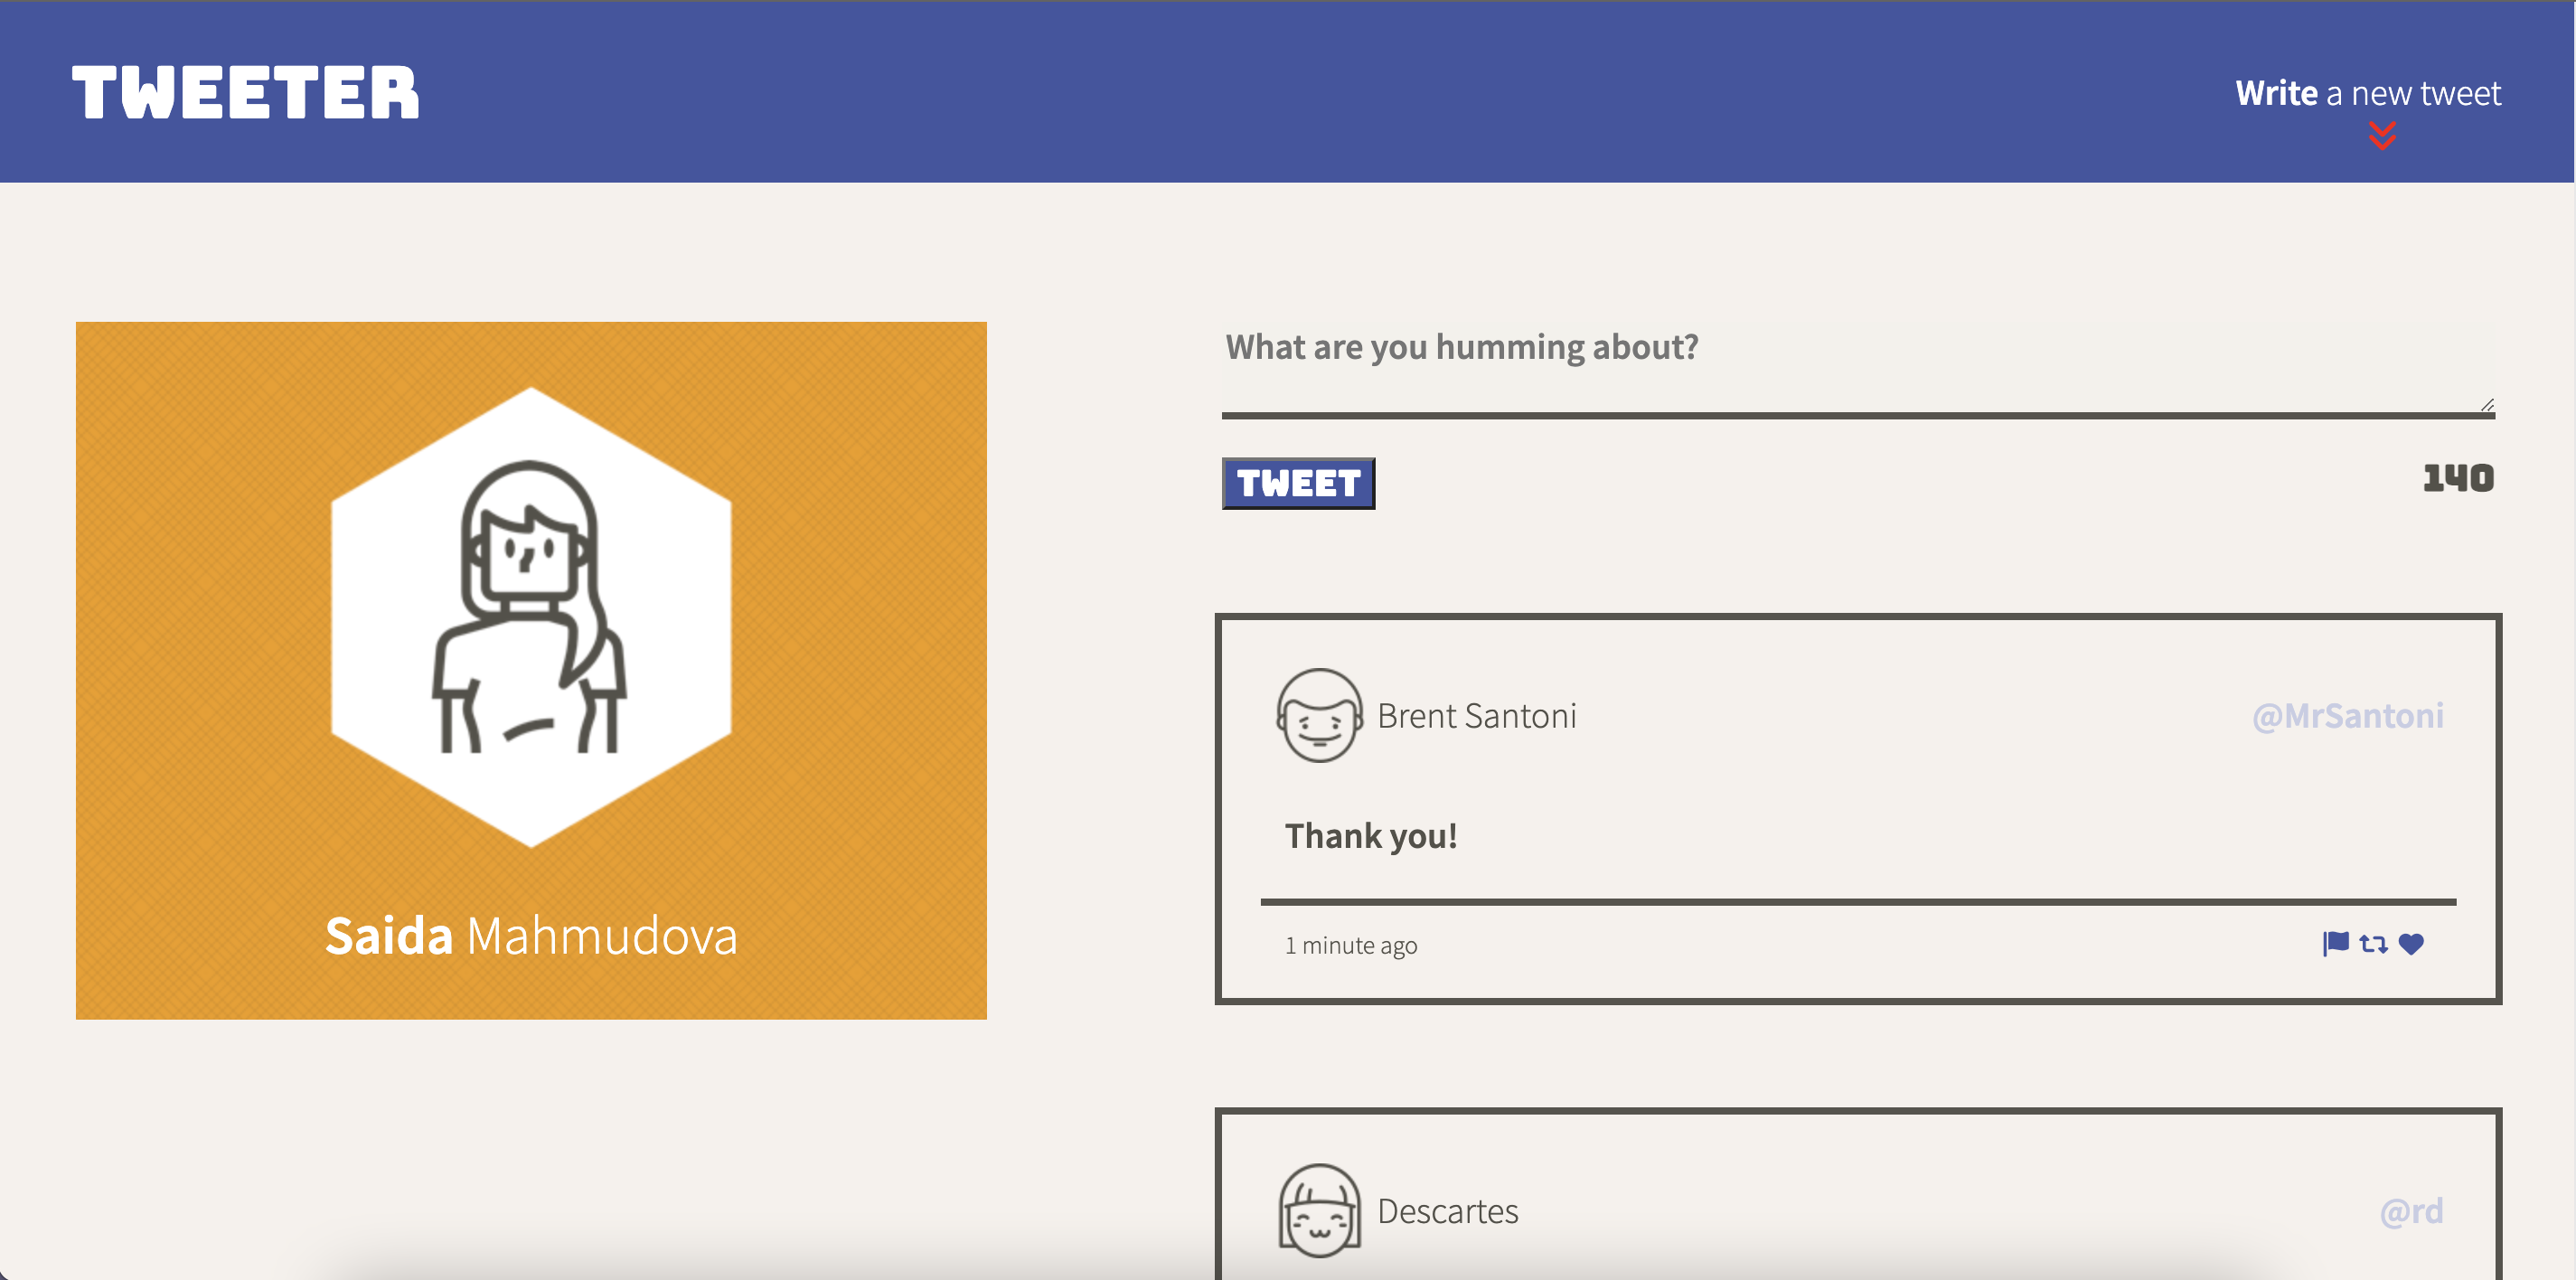 TWEETER
Write a new tweet
Saida Mahmudova
What are you humming about?
TWEET
140
Brent Santoni
@MrSantoni
Thank you!
1 minute ago
Descartes
@rd